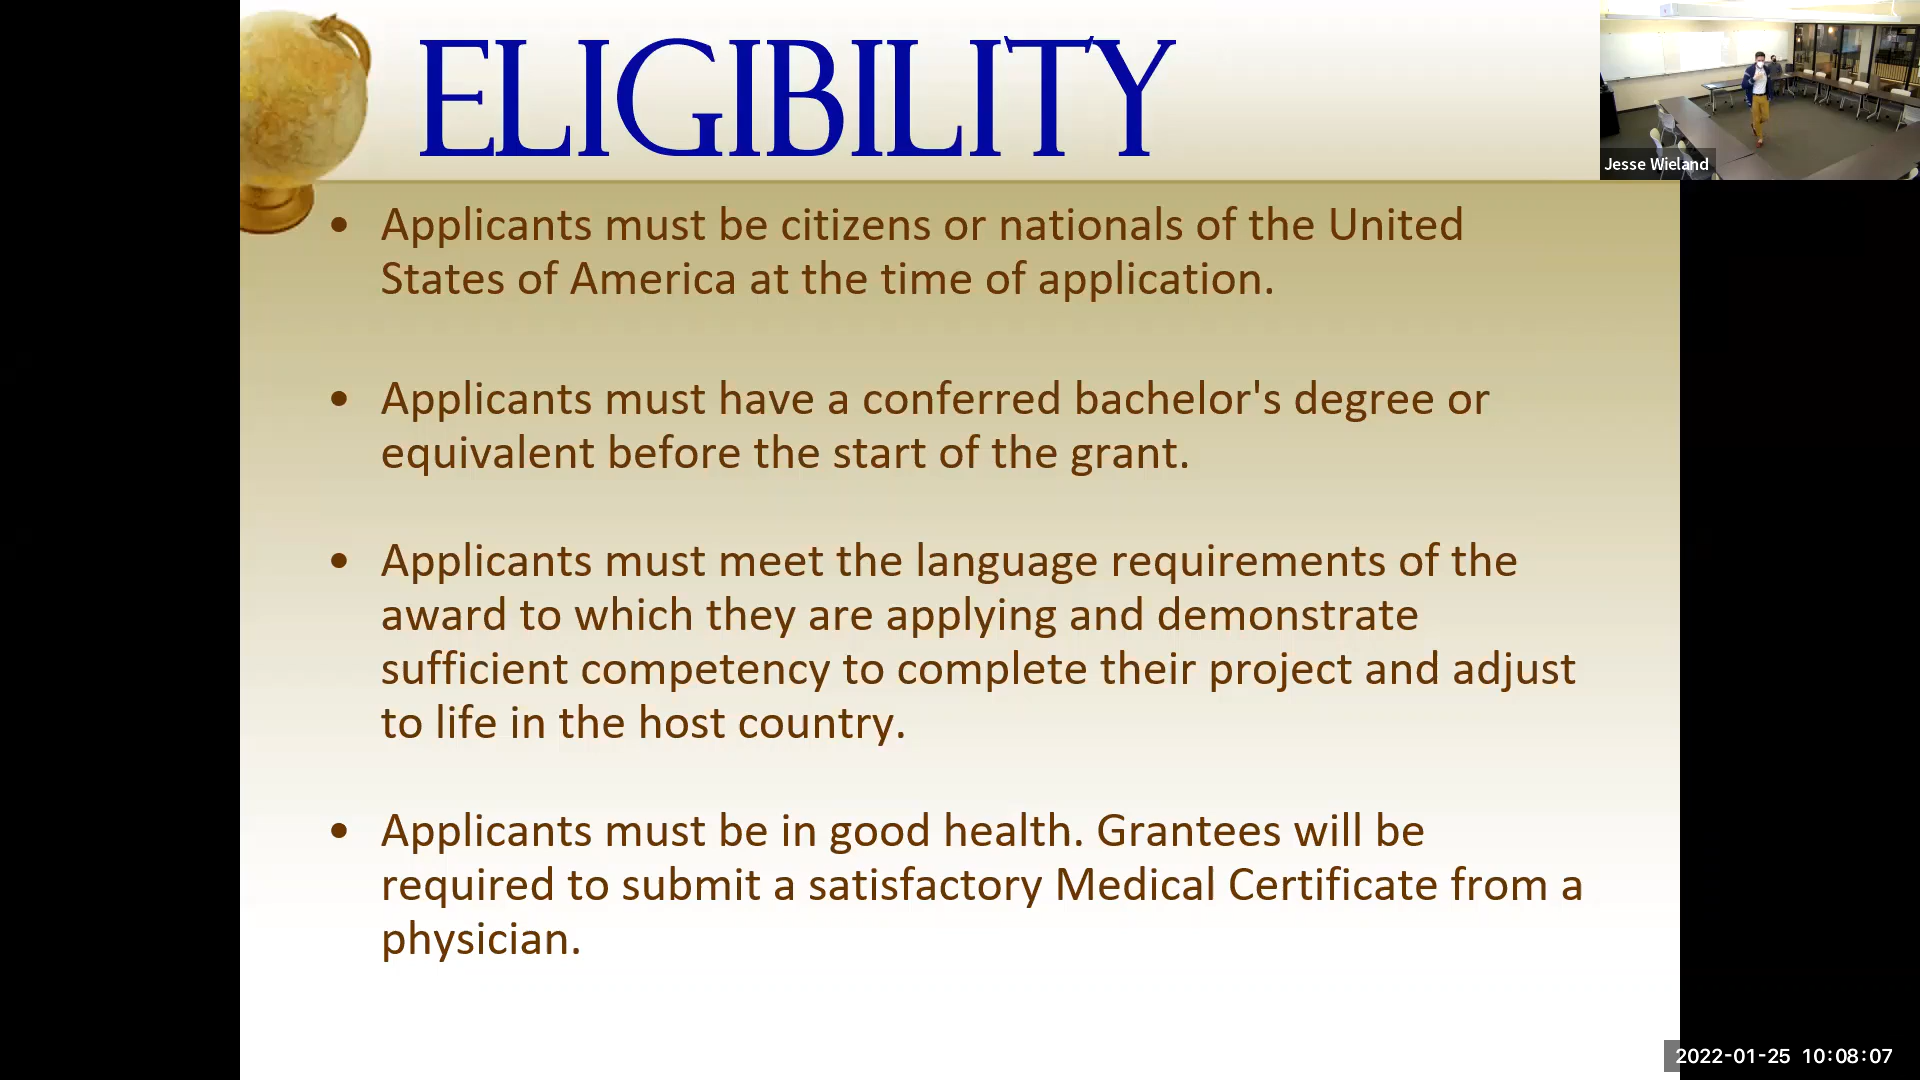 ELIGIBILITY
Jesse Wieland
• Applicants must be citizens or nationals of the United
States of America at the time of application.
• Applicants must have a conferred bachelor's degree or
equivalent before the start of the grant.
• Applicants must meet the language requirements of the
award to which they are applying and demonstrate
sufficient competency to complete their project and adjust
to life in the host country.
• Applicants must be in good health. Grantees will be
required to submit a satisfactory Medical Certificate from a
physician.
2022-01-25 10:08:07